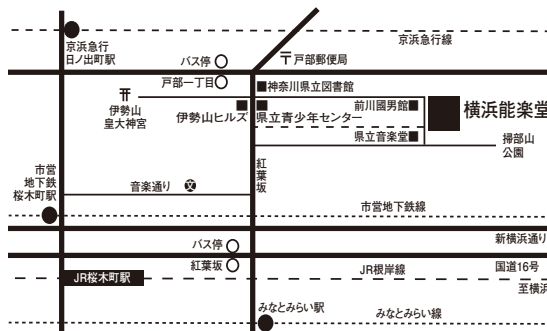 京浜急行
日ノ出町駅
京浜急行線
バス停
〒戸部郵便局
戸部一丁目
神奈川県立図書館
伊勢山
皇大神宮
伊勢山ヒルズ
県立青少年センター
前川國男館
横浜能楽堂
県立音楽堂
掃部山
公園
紅葉坂
市営
地下鉄
桜木町駅
音楽通り
文
市営地下鉄線
新横浜通り
バス停
紅葉坂
JR根岸線
国道16号
JR桜木町駅
至横浜
みなとみらい駅
みなとみらい線